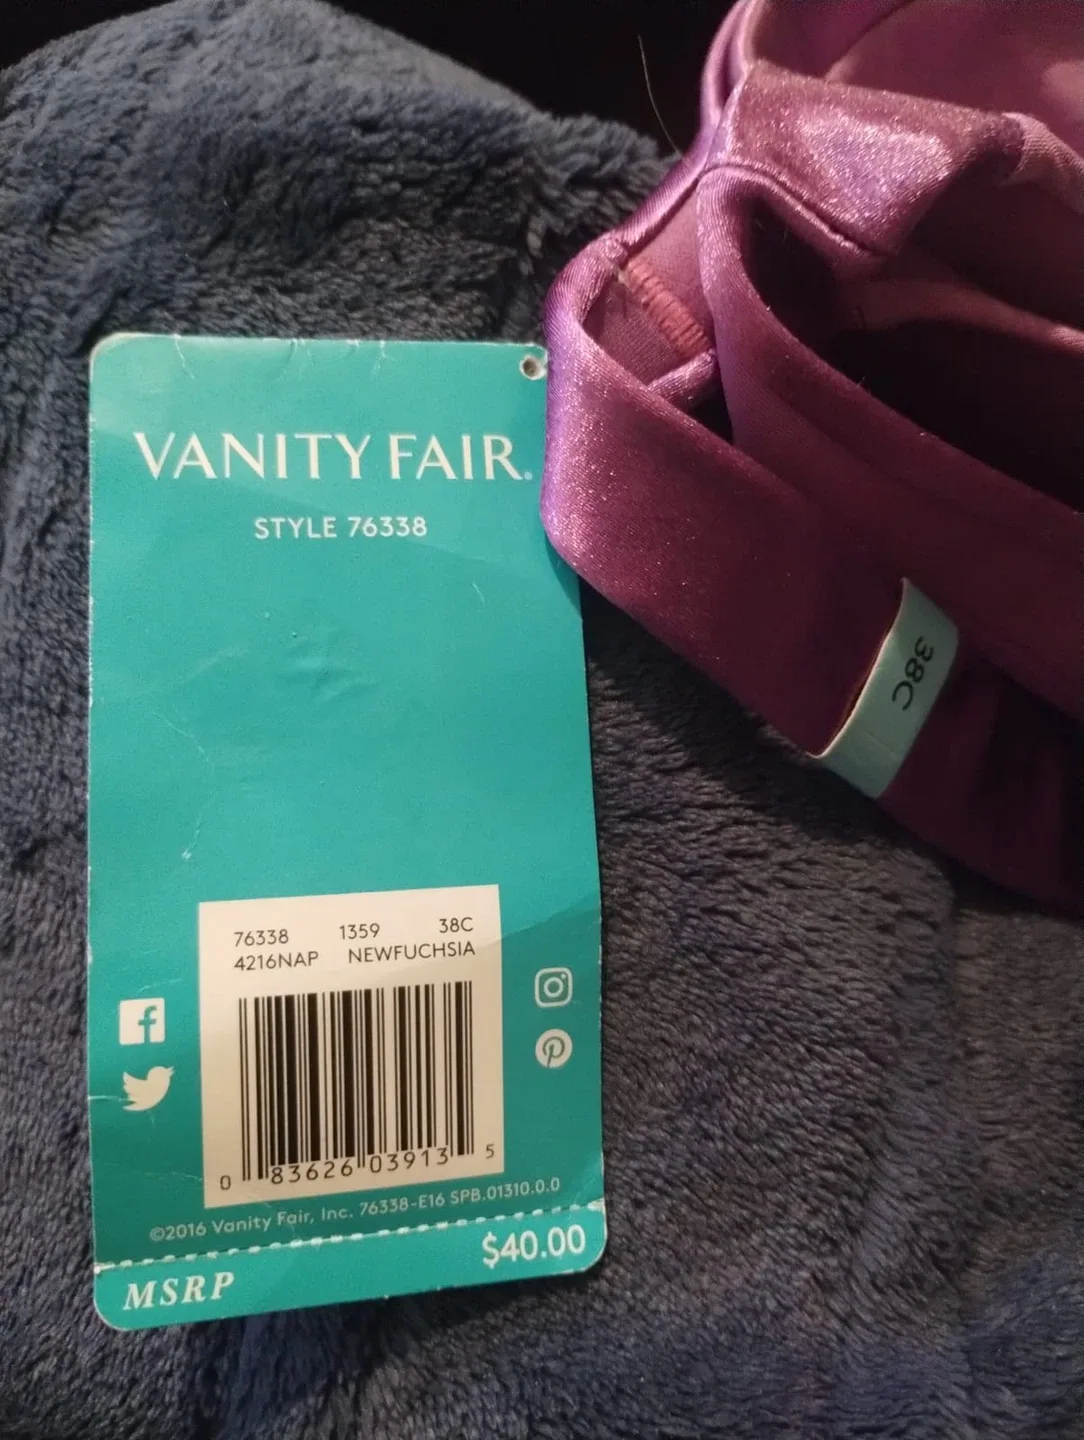 VANITY FAIR®
STYLE 76338
38C
76338 1359 38C
4216NAP NEWFUCHSIA
0 83626 03913 5
©2016 Vanity Fair, Inc. 76338-E16 SPB.01310.0.0
MSRP $40.00